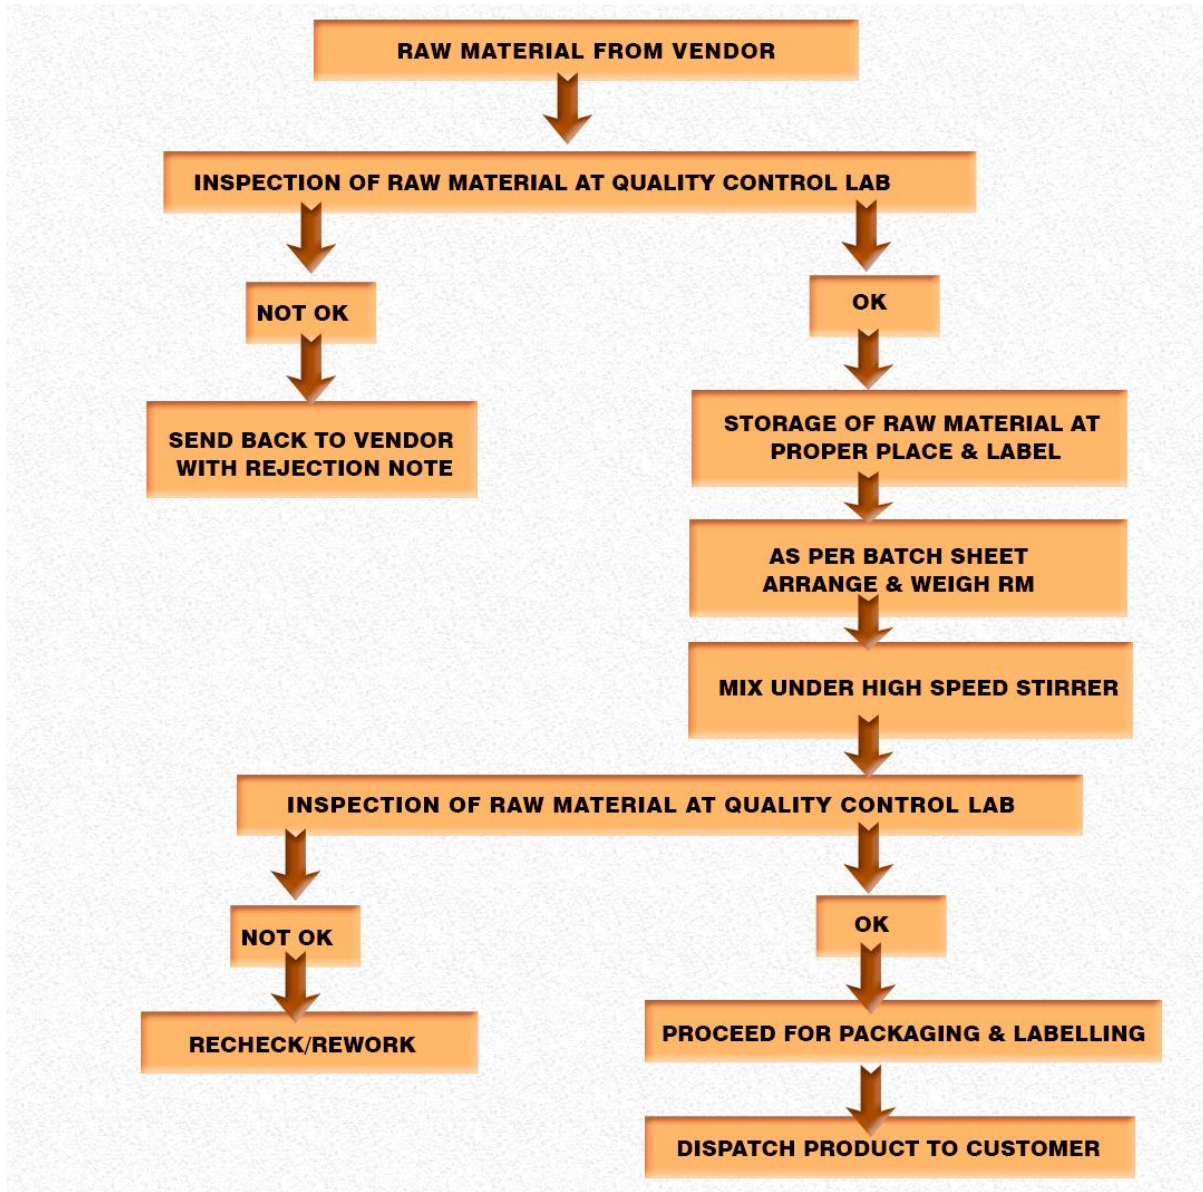 RAW MATERIAL FROM VENDOR
INSPECTION OF RAW MATERIAL AT QUALITY CONTROL LAB
NOT OK
OK
SEND BACK TO VENDOR
WITH REJECTION NOTE
STORAGE OF RAW MATERIAL AT
PROPER PLACE & LABEL
AS PER BATCH SHEET
ARRANGE & WEIGH RM
MIX UNDER HIGH SPEED STIRRER
INSPECTION OF RAW MATERIAL AT QUALITY CONTROL LAB
NOT OK
OK
RECHECK/REWORK
PROCEED FOR PACKAGING & LABELLING
DISPATCH PRODUCT TO CUSTOMER